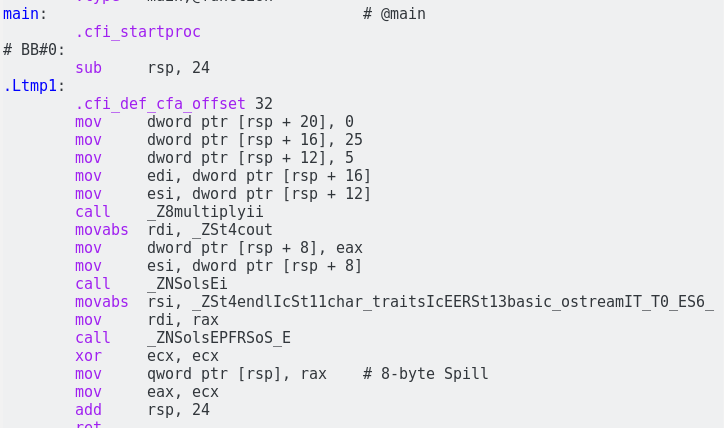 main:                                   # @main
        .cfi_startproc
# BB#0:
        sub     rsp, 24
.Ltmp1:
        .cfi_def_cfa_offset 32
        mov     dword ptr [rsp + 20], 0
        mov     dword ptr [rsp + 16], 25
        mov     dword ptr [rsp + 12], 5
        mov     edi, dword ptr [rsp + 16]
        mov     esi, dword ptr [rsp + 12]
        call    _Z8multiplyii
        movabs  rdi, _ZSt4cout
        mov     dword ptr [rsp + 8], eax
        mov     esi, dword ptr [rsp + 8]
        call    _ZNSolsEi
        movabs  rsi, _ZSt4endlIcSt11char_traitsIcEERSt13basic_ostreamIT_T0_ES6_
        mov     rdi, rax
        call    _ZNSolsEPFRSoS_E
        xor     ecx, ecx
        mov     qword ptr [rsp], rax    # 8-byte Spill
        mov     eax, ecx
        add     rsp, 24
        ret